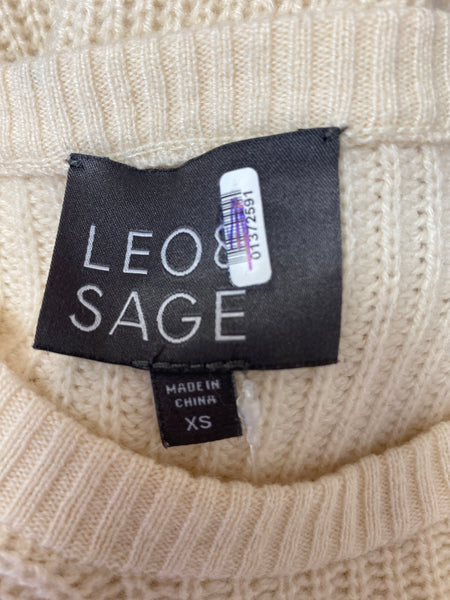 LEO &
SAGE
01372591
MADE IN
CHINA
XS